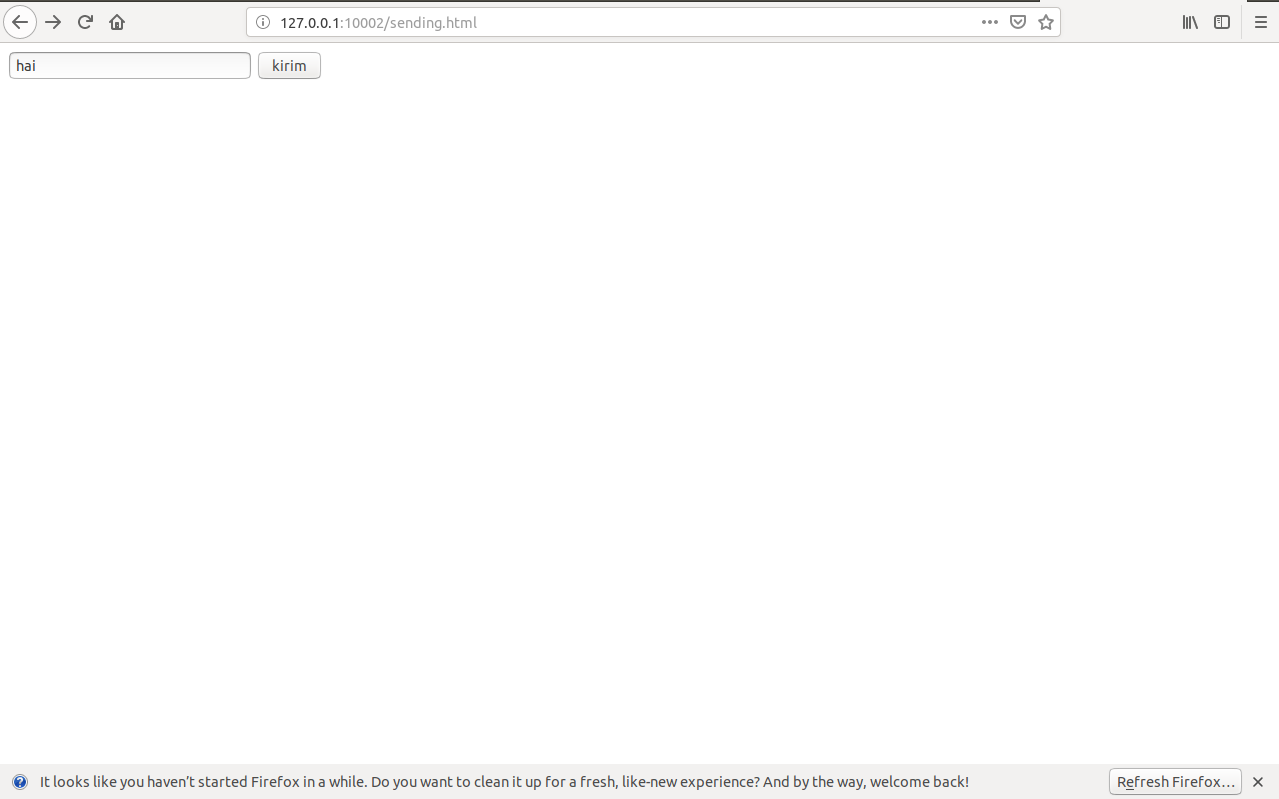 127.0.0.1:10002/sending.html
hai
kirim
It looks like you haven't started Firefox in a while. Do you want to clean it up for a fresh, like-new experience? And by the way, welcome back!
Refresh Firefox…